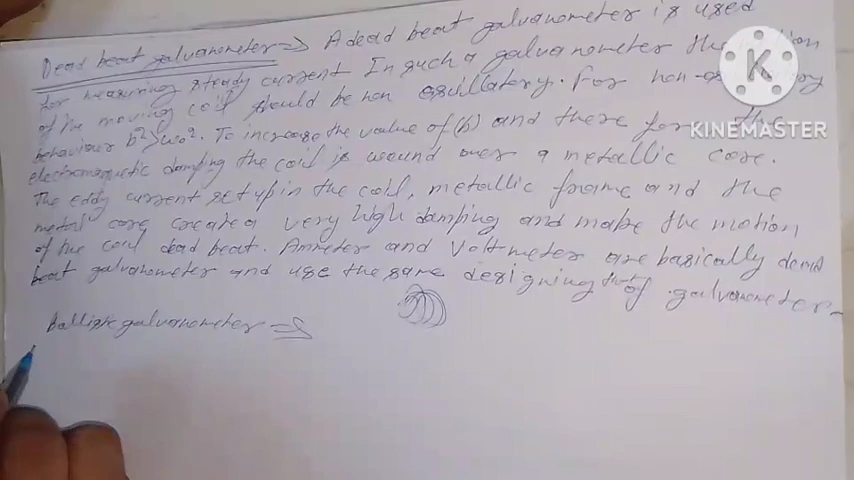 Dead beat galvanometer => A dead beat galvanometer is used
for measuring steady current In such a galvanometer the
of the moving coil should be non oscillatory. For non-
behaviour b²>w₀². To increase the value of (b) and there for the
electromagnetic damping the coil is wound over a metallic core.
The eddy current set up in the coil, metallic frame and the
metal core created very high damping and make the motion
of the coil dead beat. Ammeter and Voltmeter are basically dead
beat galvanometer and use the same designing that of galvanometer
Ballistic galvanometer =>
KINEMASTER